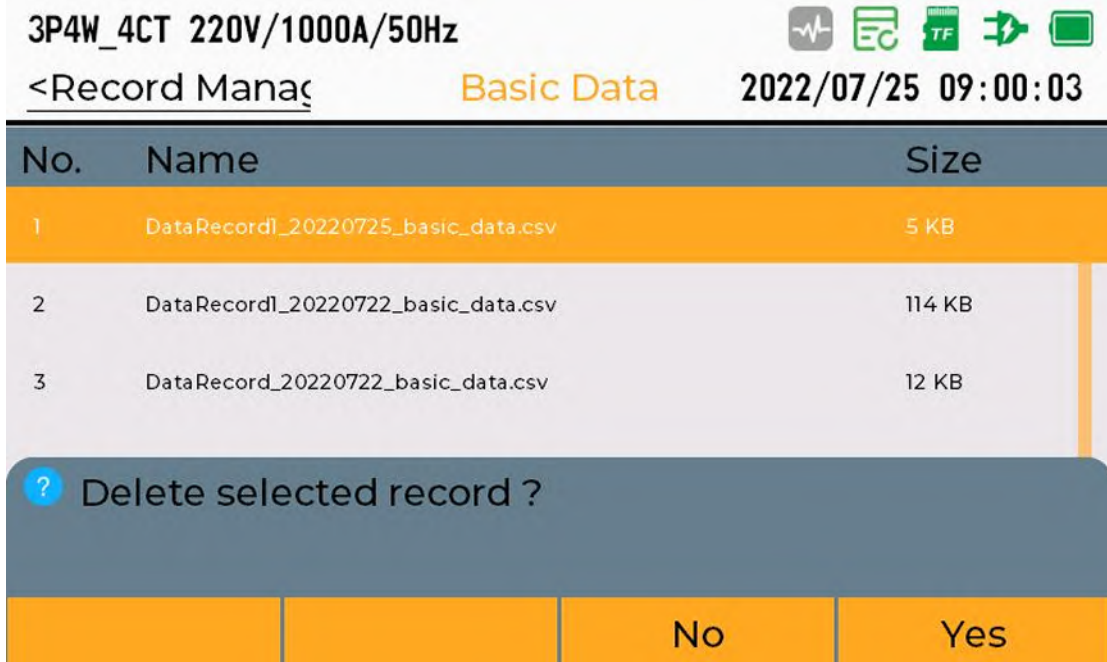 3P4W_4CT 220V/1000A/50Hz TF
<Record Manag Basic Data 2022/07/25 09:00:03
No. Name Size
1 DataRecord1_20220725_basic_data.csv 5 KB
2 DataRecord1_20220722_basic_data.csv 114 KB
3 DataRecord_20220722_basic_data.csv 12 KB
? Delete selected record ?
No Yes